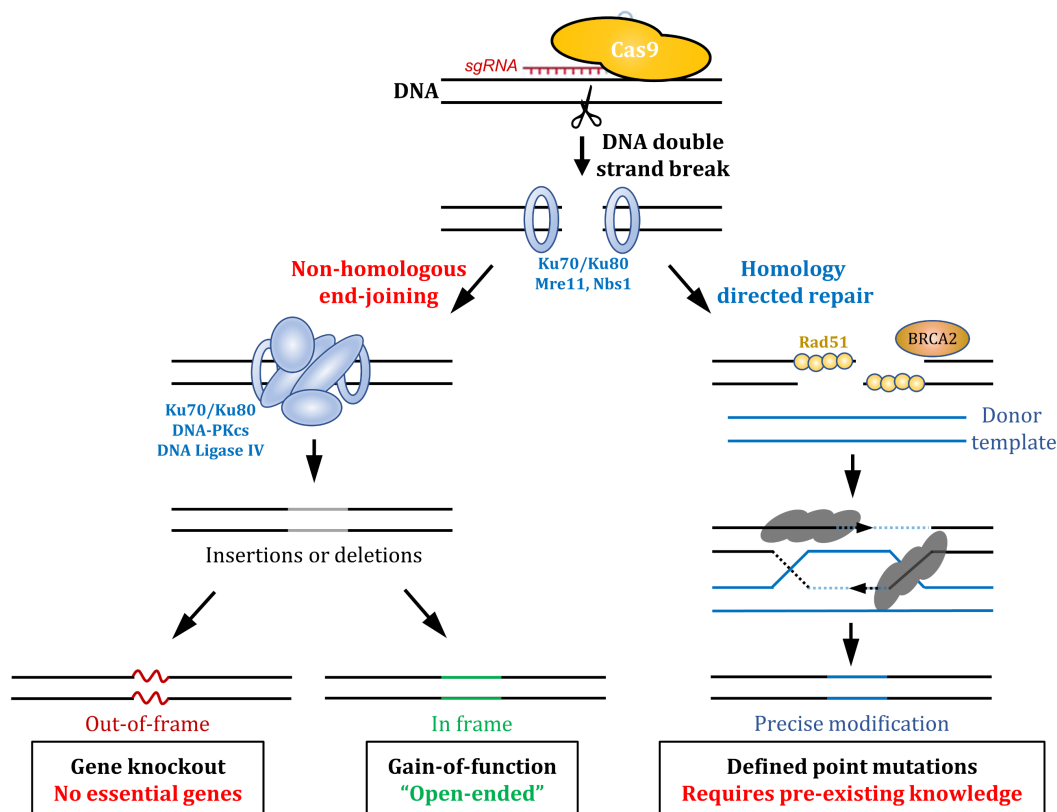 Cas9
sgRNA
DNA
DNA double
strand break
Non-homologous
end-joining
Ku70/Ku80
Mre11, Nbs1
Homology
directed repair
Rad51
BRCA2
Ku70/Ku80
DNA-PKcs
DNA Ligase IV
Donor
template
Insertions or deletions
Out-of-frame
In frame
Precise modification
Gene knockout
No essential genes
Gain-of-function
“Open-ended”
Defined point mutations
Requires pre-existing knowledge